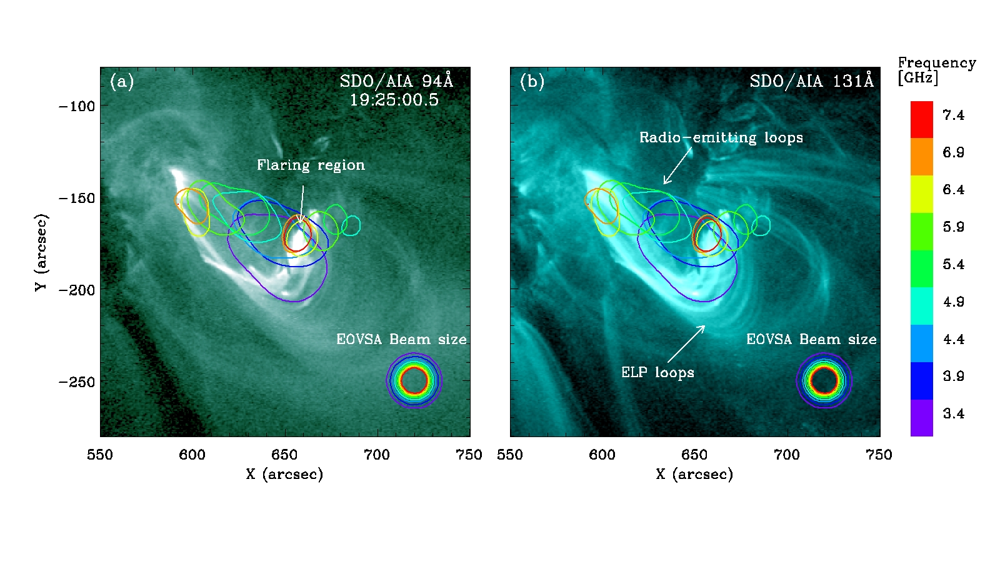 (a)
SDO/AIA 94Å
19:25:00.5
Flaring region
EOVSA Beam size
−100
−150
−200
−250
Y (arcsec)
550
600
650
700
750
X (arcsec)
(b)
SDO/AIA 131Å
Radio−emitting loops
ELP loops
EOVSA Beam size
550
600
650
700
750
X (arcsec)
Frequency
[GHz]
7.4
6.9
6.4
5.9
5.4
4.9
4.4
3.9
3.4